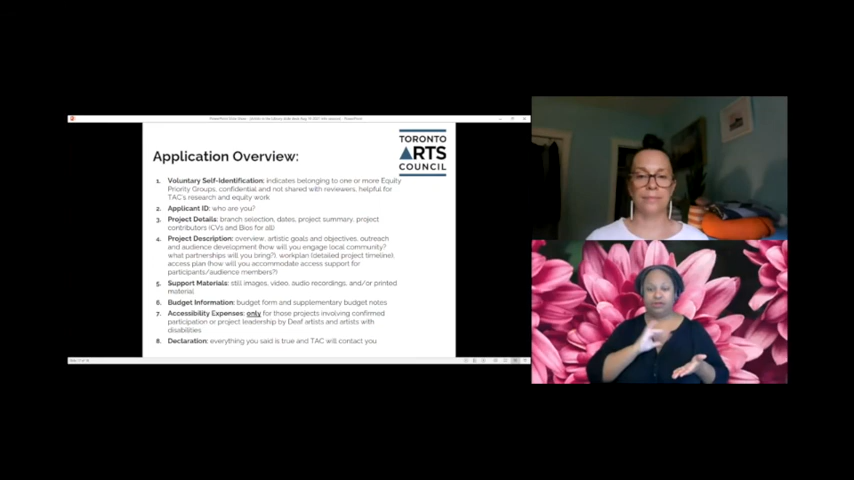 Application Overview:
TORONTO
ARTS
COUNCIL
1. Voluntary Self-Identification: indicates belonging to one or more Equity
Priority Groups, confidential and not shared with reviewers, helpful for
TAC's research and equity work
2. Applicant ID: who are you?
3. Project Details: branch selection, dates, project summary, project
contributors (CVs and Bios for all)
4. Project Description: overview, artistic goals and objectives, outreach
and audience development (how will you engage local community?
what partnerships will you bring?), workplan (detailed project timeline),
access plan (how will you accommodate access support for
participants/audience members?)
5. Support Materials: still images, video, audio recordings, and/or printed
material
6. Budget Information: budget form and supplementary budget notes
7. Accessibility Expenses: only for those projects involving confirmed
participation or project leadership by Deaf artists and artists with
disabilities
8. Declaration: everything you said is true and TAC will contact you